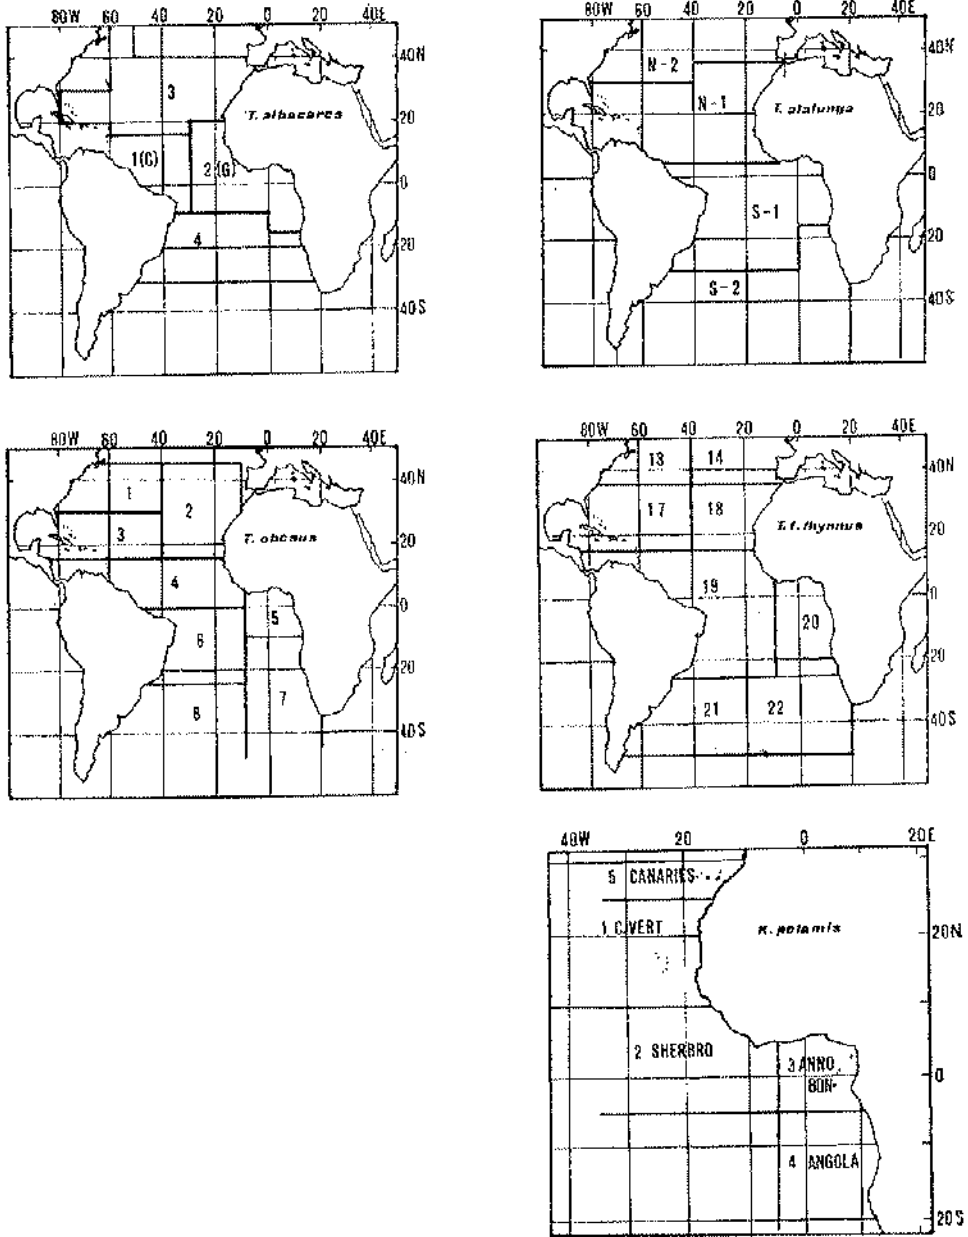 80W 60 40 20 0 20 40E
40N
3
T. albacares
20
1(C)
2(G)
0
4
20
40S
80W 60 40 20 0 20 40E
40N
N-2
N-1
20
T. alalunga
0
S-1
20
S-2
40S
80W 60 40 20 0 20 40E
40N
1
2
3
T. obesus
20
4
0
5
6
20
7
8
40S
80W 60 40 20 0 20 40E
13 14
40N
17 18
T.t.thynnus
20
19
0
20
20
21 22
40S
40W 20 0 20E
5 CANARIES
1 C.VERT
K. pelamis
20N
2 SHERBRO
3 ANNO.
BON.
0
4 ANGOLA
20S